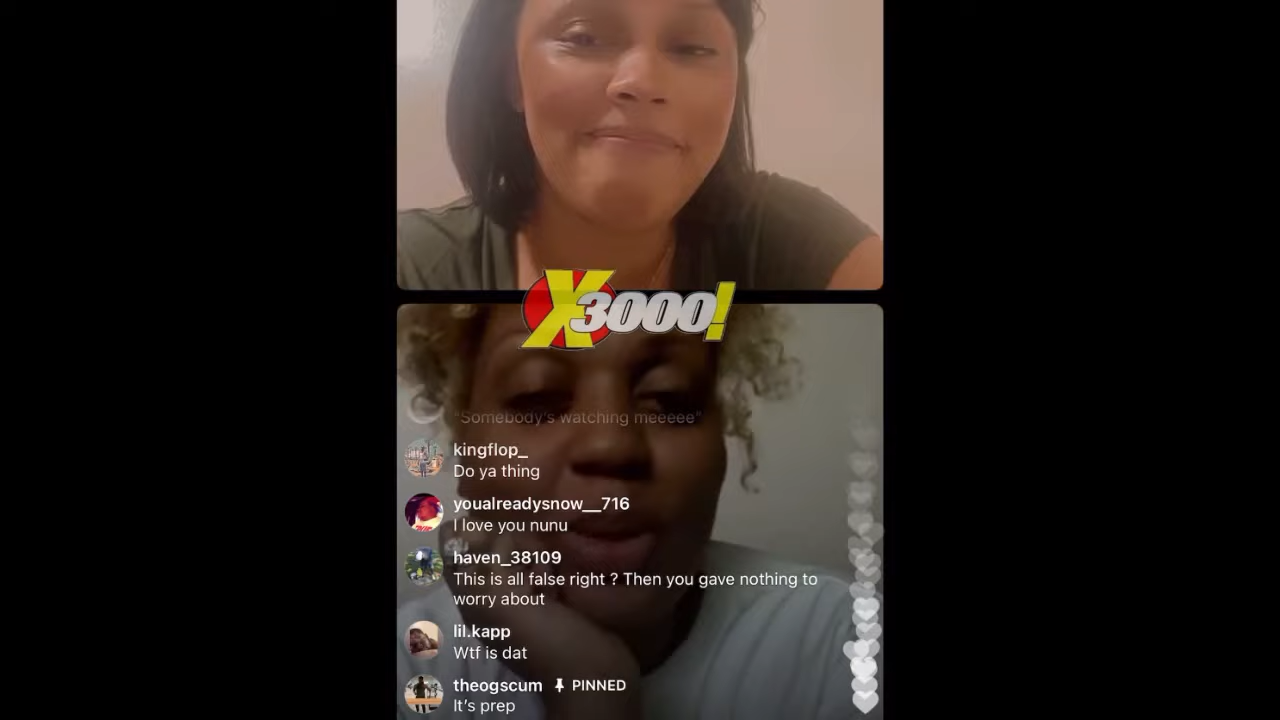 X3000!
"Somebody's watching meeeee"
kingflop_
Do ya thing
youalreadysnow__716
I love you nunu
haven_38109
This is all false right ? Then you gave nothing to
worry about
lil.kapp
Wtf is dat
theogscum PINNED
It's prep